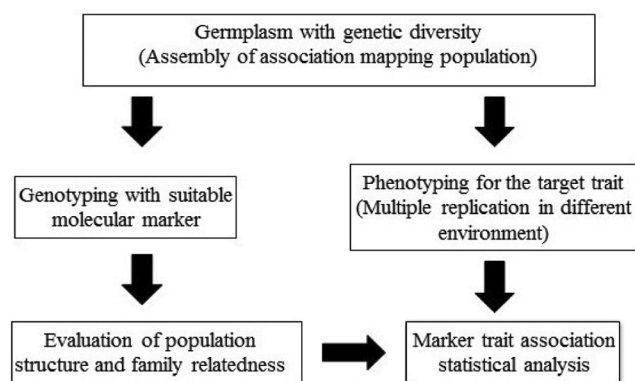 Germplasm with genetic diversity
(Assembly of association mapping population)
Genotyping with suitable
molecular marker
Phenotyping for the target trait
(Multiple replication in different
environment)
Evaluation of population
structure and family relatedness
Marker trait association
statistical analysis